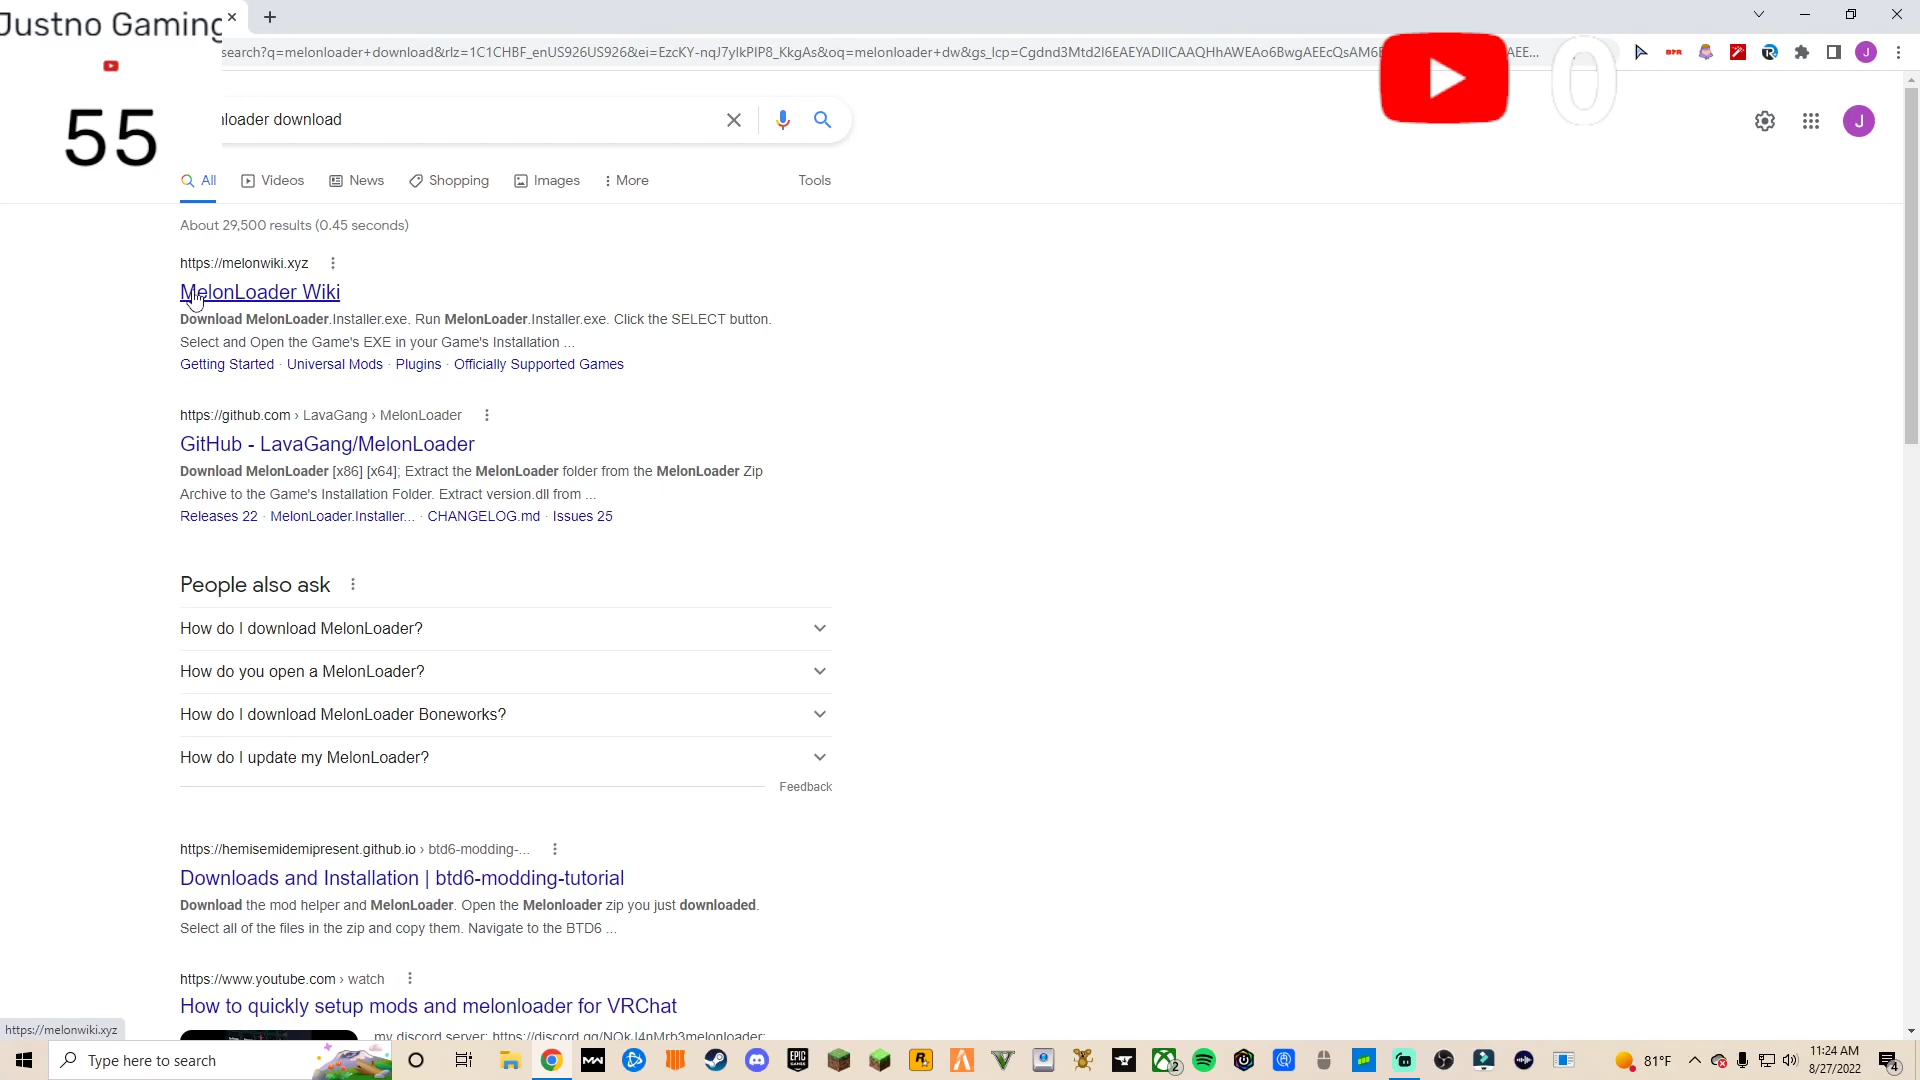 Justno Gaming
search?q=melonloader+download&rlz=1C1CHBF_enUS926US926&ei=EzcKY-nqJ7ylkPIP8_KkgAs&oq=melonloader+dw&gs_lcp=Cgdnd3Mtd2l6EAEYADIICAAQHhAWEAo6BwgAEEcQsAM6
AEE...
0
55
loader download
J
All
Videos
News
Shopping
Images
More
Tools
About 29,500 results (0.45 seconds)
https://melonwiki.xyz
MelonLoader Wiki
Download MelonLoader.Installer.exe. Run MelonLoader.Installer.exe. Click the SELECT button.
Select and Open the Game's EXE in your Game's Installation ...
Getting Started · Universal Mods · Plugins · Officially Supported Games
https://github.com › LavaGang › MelonLoader
GitHub - LavaGang/MelonLoader
Download MelonLoader [x86] [x64]; Extract the MelonLoader folder from the MelonLoader Zip
Archive to the Game's Installation Folder. Extract version.dll from ...
Releases 22 · MelonLoader.Installer... · CHANGELOG.md · Issues 25
People also ask
How do I download MelonLoader?
How do you open a MelonLoader?
How do I download MelonLoader Boneworks?
How do I update my MelonLoader?
Feedback
https://hemisemidemipresent.github.io › btd6-modding-...
Downloads and Installation | btd6-modding-tutorial
Download the mod helper and MelonLoader. Open the Melonloader zip you just downloaded.
Select all of the files in the zip and copy them. Navigate to the BTD6 ...
https://www.youtube.com › watch
How to quickly setup mods and melonloader for VRChat
my discord server: https://discord.gg/NQkJ4nMrb3melonloader:
https://melonwiki.xyz
Type here to search
81°F
11:24 AM
8/27/2022
4